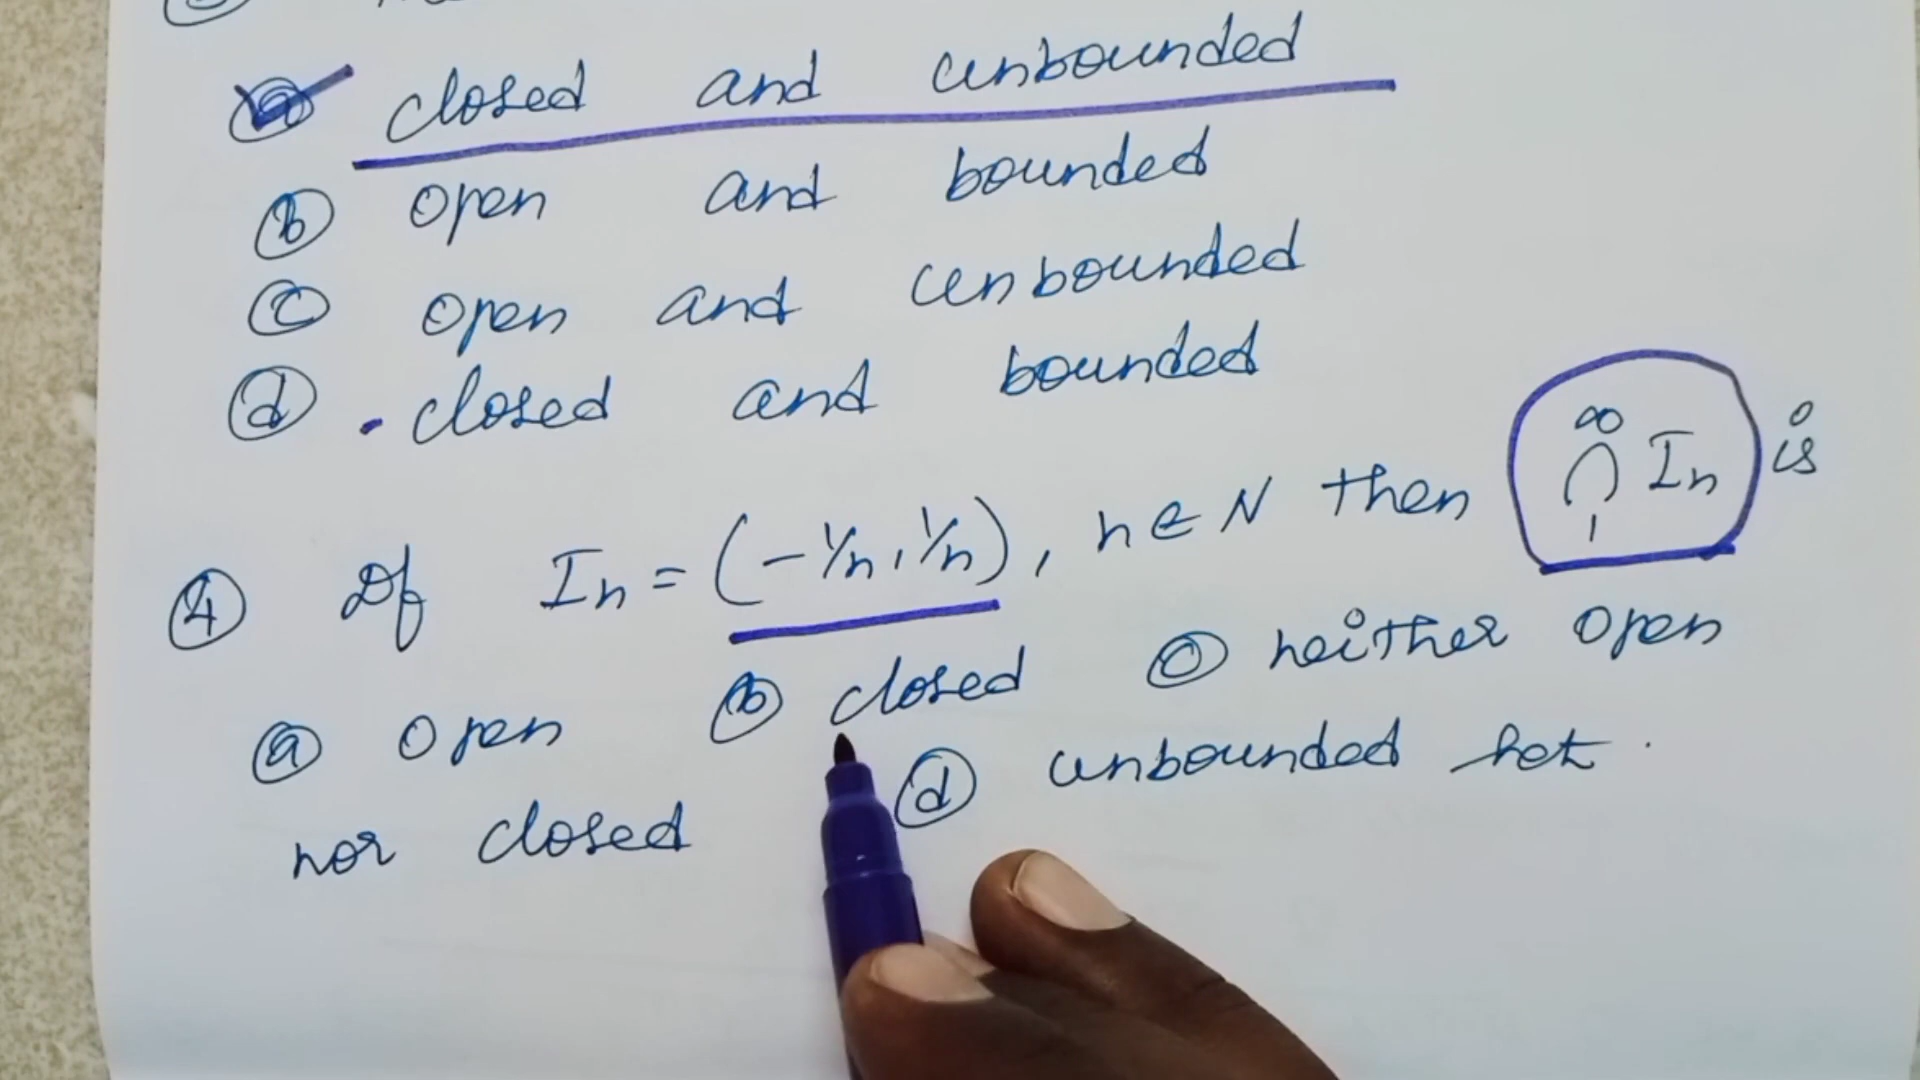 ⓐ closed and unbounded
ⓑ open and bounded
ⓒ open and unbounded
ⓓ closed and bounded
④ If Iₙ = (-1/n, 1/n), n ∈ N then ∞ ∩ 1 Iₙ is
ⓐ open ⓑ closed ⓒ neither open
nor closed ⓓ unbounded set.